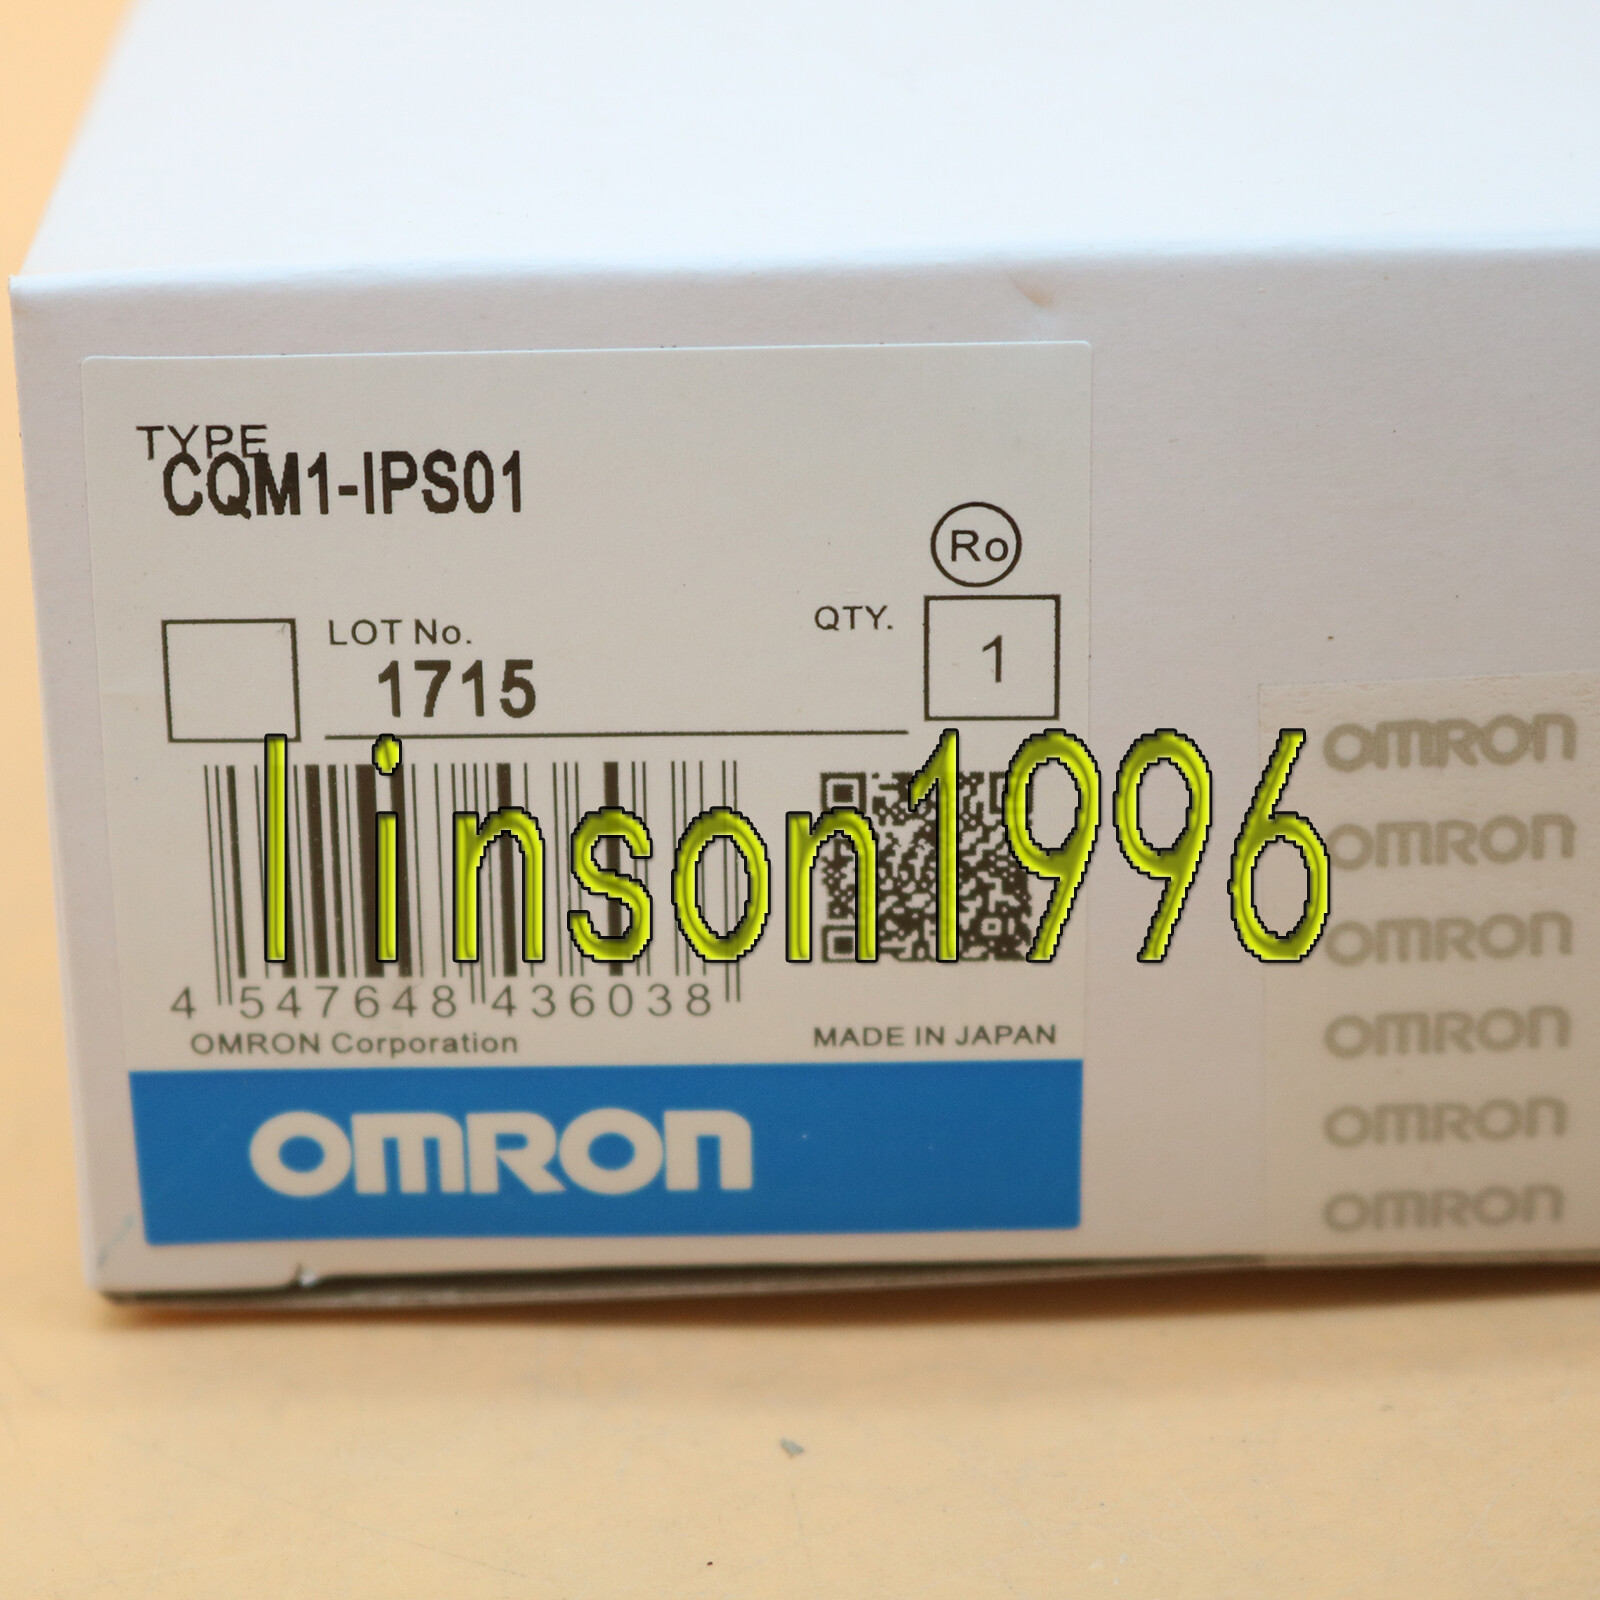 TYPE
CQM1-IPS01
Ro
LOT No.
QTY.
1
1715
linson1996
4 547648 436038
OMRON Corporation
MADE IN JAPAN
OMRON
OMRON
OMRON
OMRON
OMRON
OMRON
OMRON